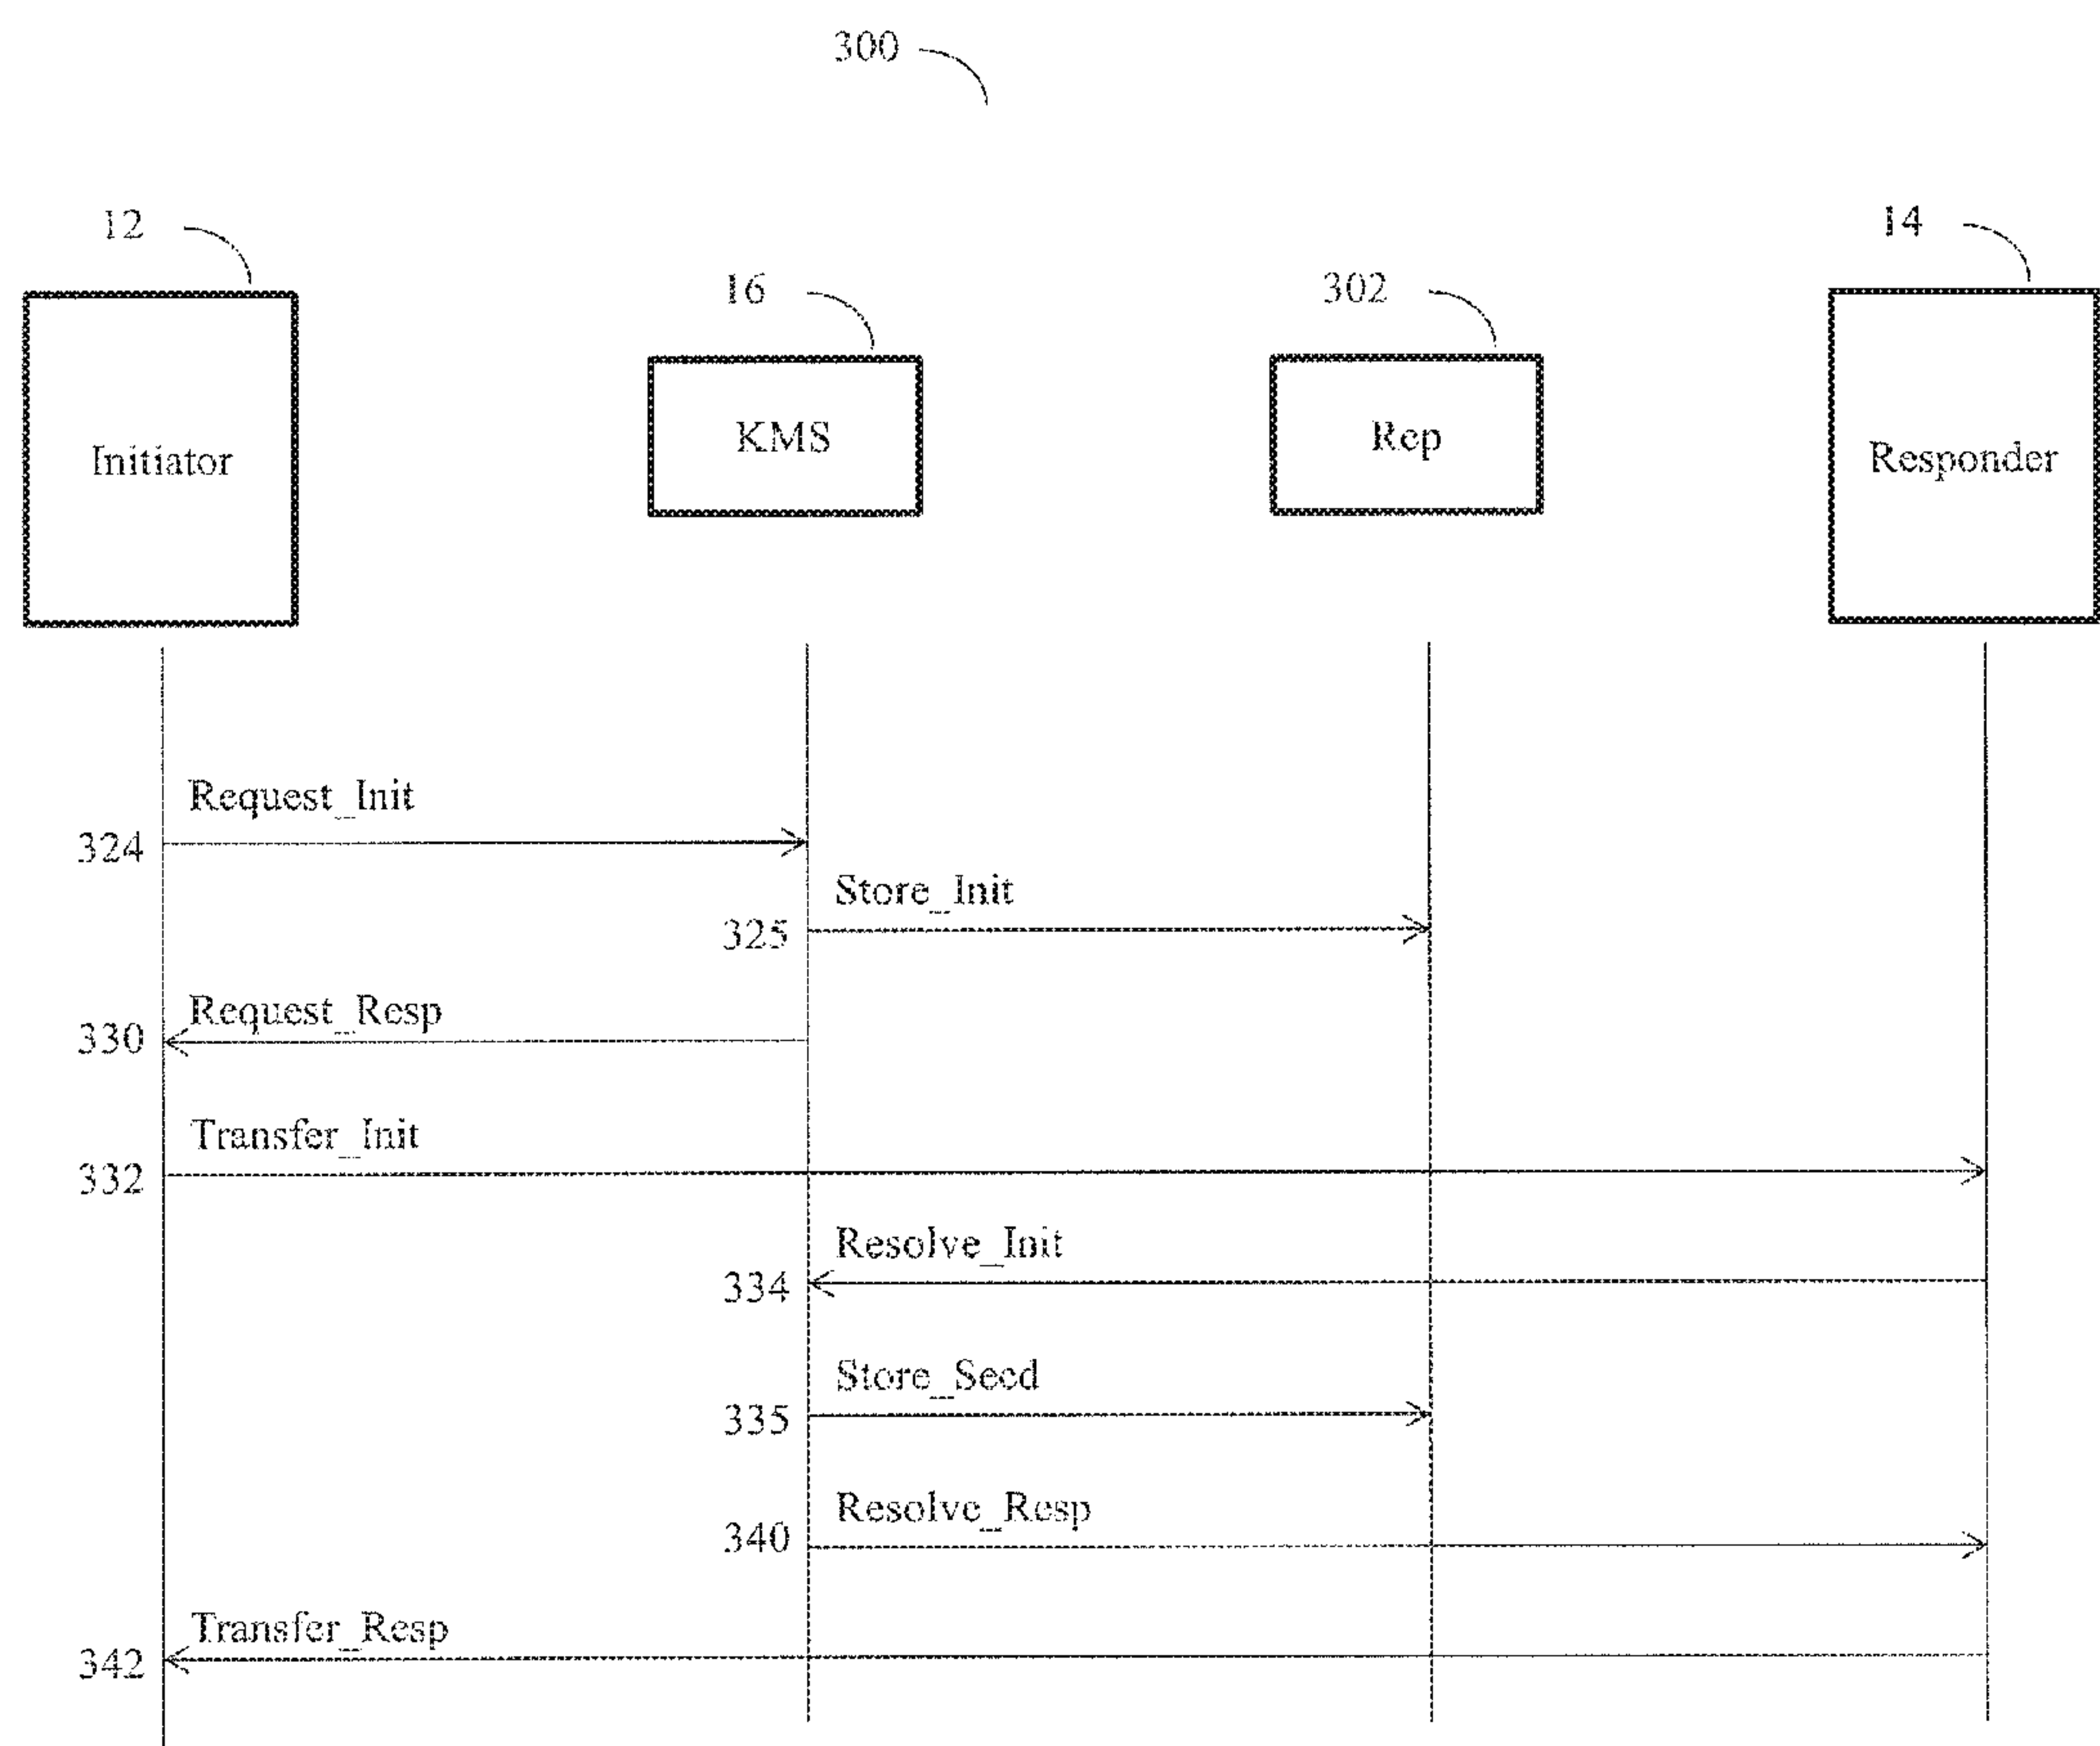 300
12
14
16
302
Initiator
KMS
Rep
Responder
Request_Init
324
Store_Init
325
Request_Resp
330
Transfer_Init
332
Resolve_Init
334
Store_Seed
335
Resolve_Resp
340
Transfer_Resp
342